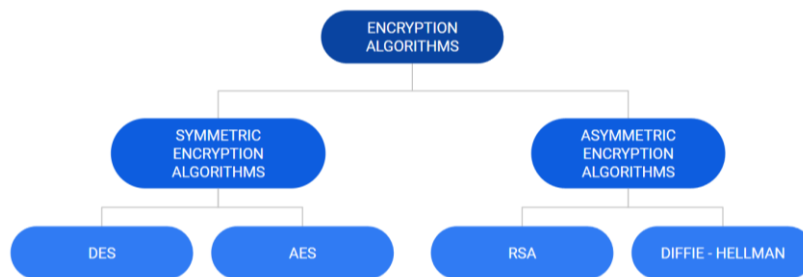 ENCRYPTION
ALGORITHMS
SYMMETRIC
ENCRYPTION
ALGORITHMS
ASYMMETRIC
ENCRYPTION
ALGORITHMS
DES
AES
RSA
DIFFIE - HELLMAN